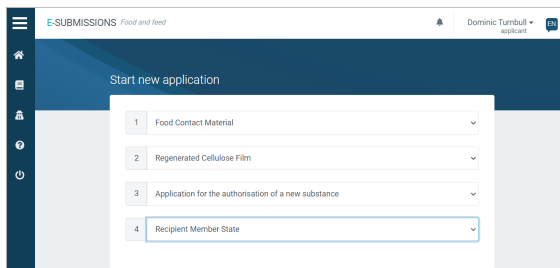 E-SUBMISSIONS Food and feed
Dominic Turnbull
applicant
EN
Start new application
1 Food Contact Material
2 Regenerated Cellulose Film
3 Application for the authorisation of a new substance
4 Recipient Member State